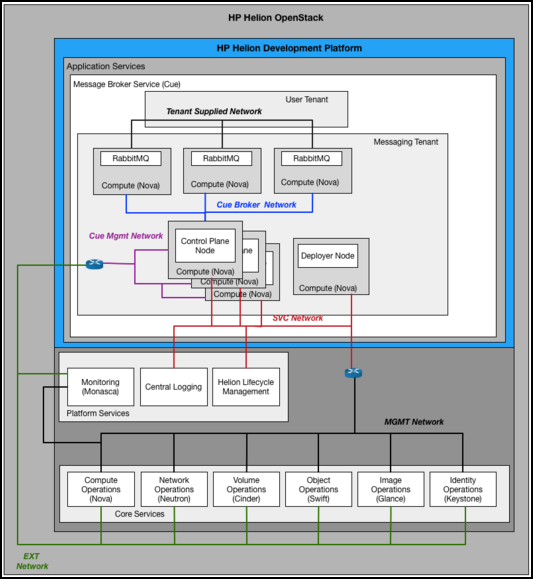 HP Helion OpenStack
HP Helion Development Platform
Application Services
Message Broker Service (Cue)
User Tenant
Tenant Supplied Network
Messaging Tenant
RabbitMQ
RabbitMQ
RabbitMQ
Compute (Nova)
Compute (Nova)
Compute (Nova)
Cue Broker Network
Cue Mgmt Network
Control Plane
Node
ane
Deployer Node
Compute (Nova)
Compute (Nova)
Compute (Nova)
Compute (Nova)
SVC Network
Monitoring
(Monasca)
Central Logging
Helion Lifecycle
Management
Platform Services
MGMT Network
Compute
Operations
(Nova)
Network
Operations
(Neutron)
Volume
Operations
(Cinder)
Object
Operations
(Swift)
Image
Operations
(Glance)
Identity
Operations
(Keystone)
Core Services
EXT
Network